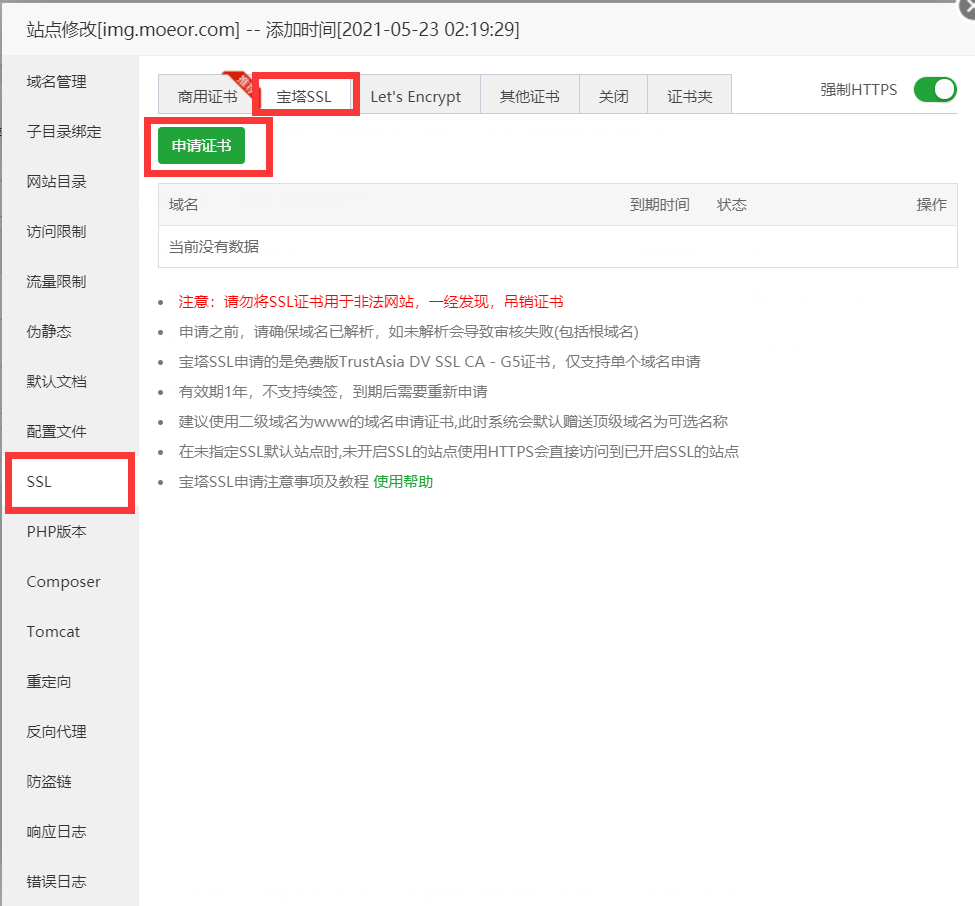 站点修改[img.moeor.com] -- 添加时间[2021-05-23 02:19:29]
域名管理
子目录绑定
网站目录
访问限制
流量限制
伪静态
默认文档
配置文件
SSL
PHP版本
Composer
Tomcat
重定向
反向代理
防盗链
响应日志
错误日志
商用证书 推荐 宝塔SSL Let's Encrypt 其他证书 关闭 证书夹 强制HTTPS
申请证书
域名 到期时间 状态 操作
当前没有数据
注意：请勿将SSL证书用于非法网站，一经发现，吊销证书
申请之前，请确保域名已解析，如未解析会导致审核失败(包括根域名)
宝塔SSL申请的是免费版TrustAsia DV SSL CA - G5证书，仅支持单个域名申请
有效期1年，不支持续签，到期后需要重新申请
建议使用二级域名为www的域名申请证书,此时系统会默认赠送顶级域名为可选名称
在未指定SSL默认站点时,未开启SSL的站点使用HTTPS会直接访问到已开启SSL的站点
宝塔SSL申请注意事项及教程 使用帮助